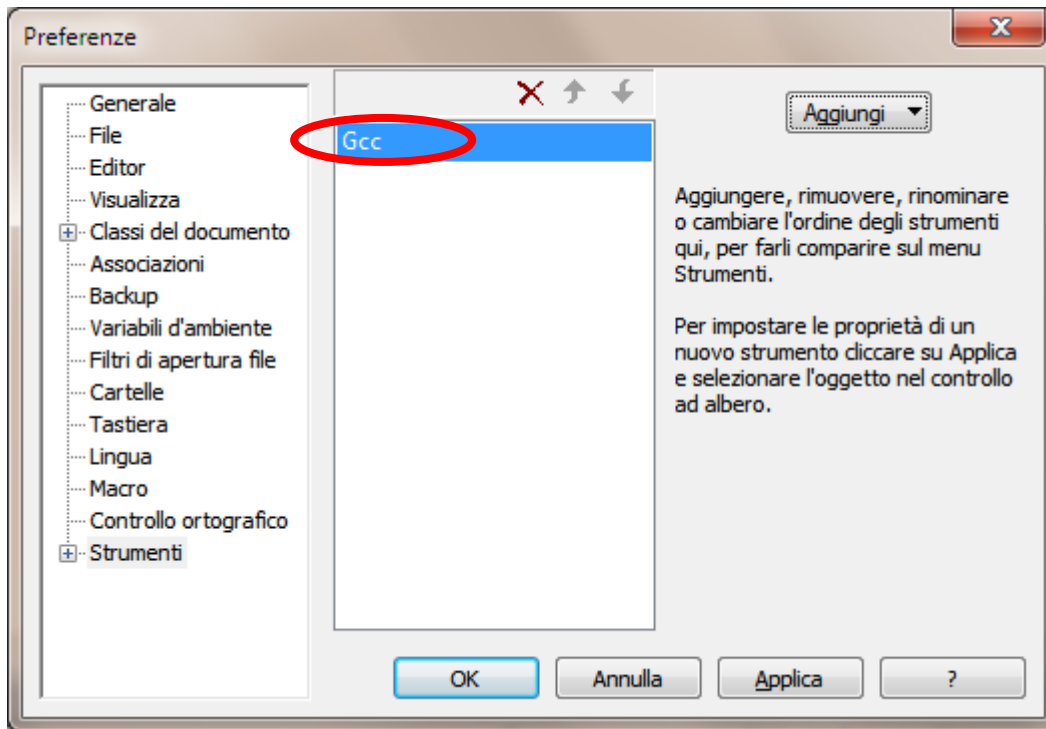 Preferenze
Generale
File
Editor
Visualizza
Classi del documento
Associazioni
Backup
Variabili d'ambiente
Filtri di apertura file
Cartelle
Tastiera
Lingua
Macro
Controllo ortografico
Strumenti
Gcc
Aggiungi
Aggiungere, rimuovere, rinominare
o cambiare l'ordine degli strumenti
qui, per farli comparire sul menu
Strumenti.
Per impostare le proprietà di un
nuovo strumento cliccare su Applica
e selezionare l'oggetto nel controllo
ad albero.
OK
Annulla
Applica
?